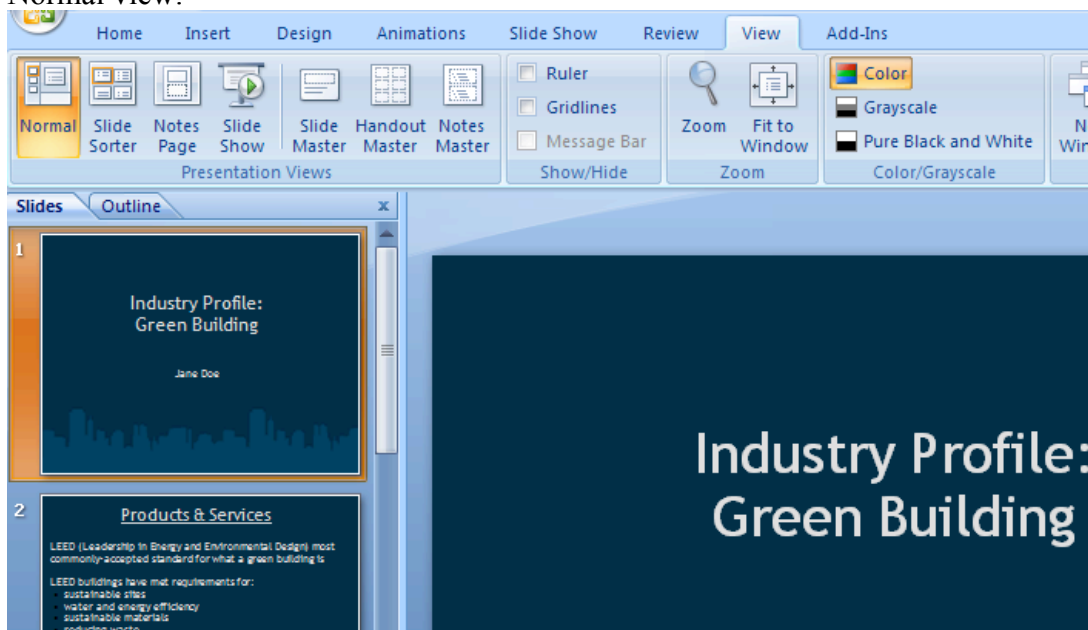 Normal view:
Home Insert Design Animations Slide Show Review View Add-Ins
Normal Slide Sorter Notes Page Slide Show Slide Master Handout Master Notes Master
Presentation Views
Ruler
Gridlines
Message Bar
Show/Hide
Zoom Fit to Window
Zoom
Color
Grayscale
Pure Black and White
Color/Grayscale
Slides Outline x
1
Industry Profile:
Green Building
Jane Doe
2
Products & Services
LEED (Leadership in Energy and Environmental Design) most
commonly-accepted standard for what a green building is
LEED buildings have met requirements for:
sustainable sites
water and energy efficiency
sustainable materials
reducing waste
Industry Profile:
Green Building